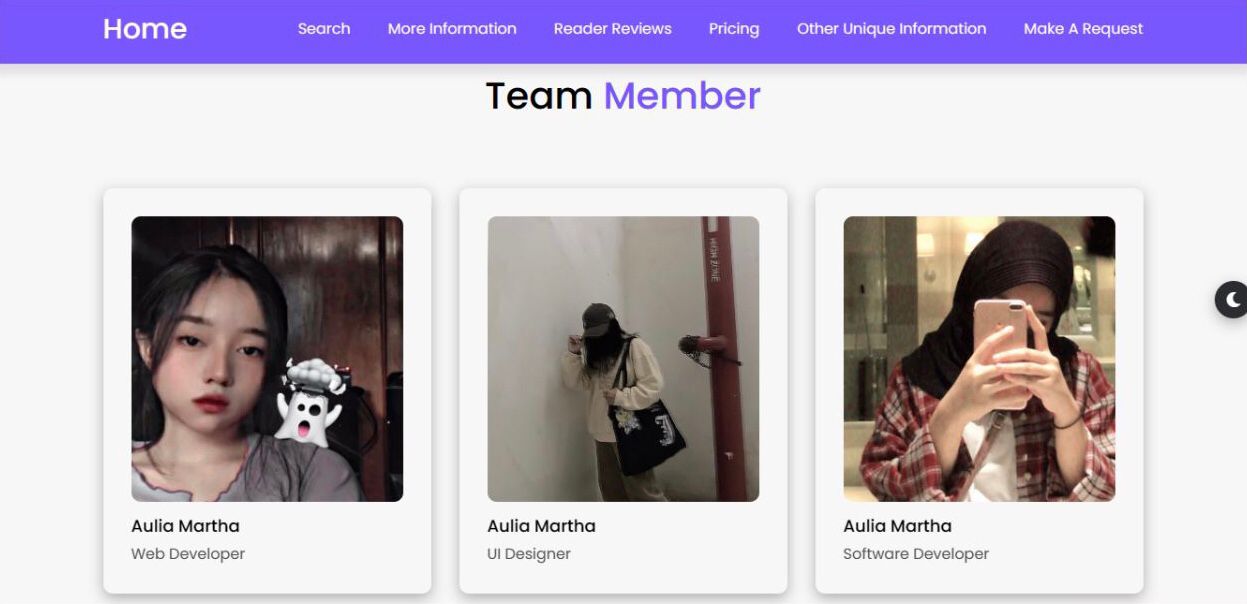 Home
Search
More Information
Reader Reviews
Pricing
Other Unique Information
Make A Request
Team Member
Aulia Martha
Web Developer
Aulia Martha
UI Designer
Aulia Martha
Software Developer